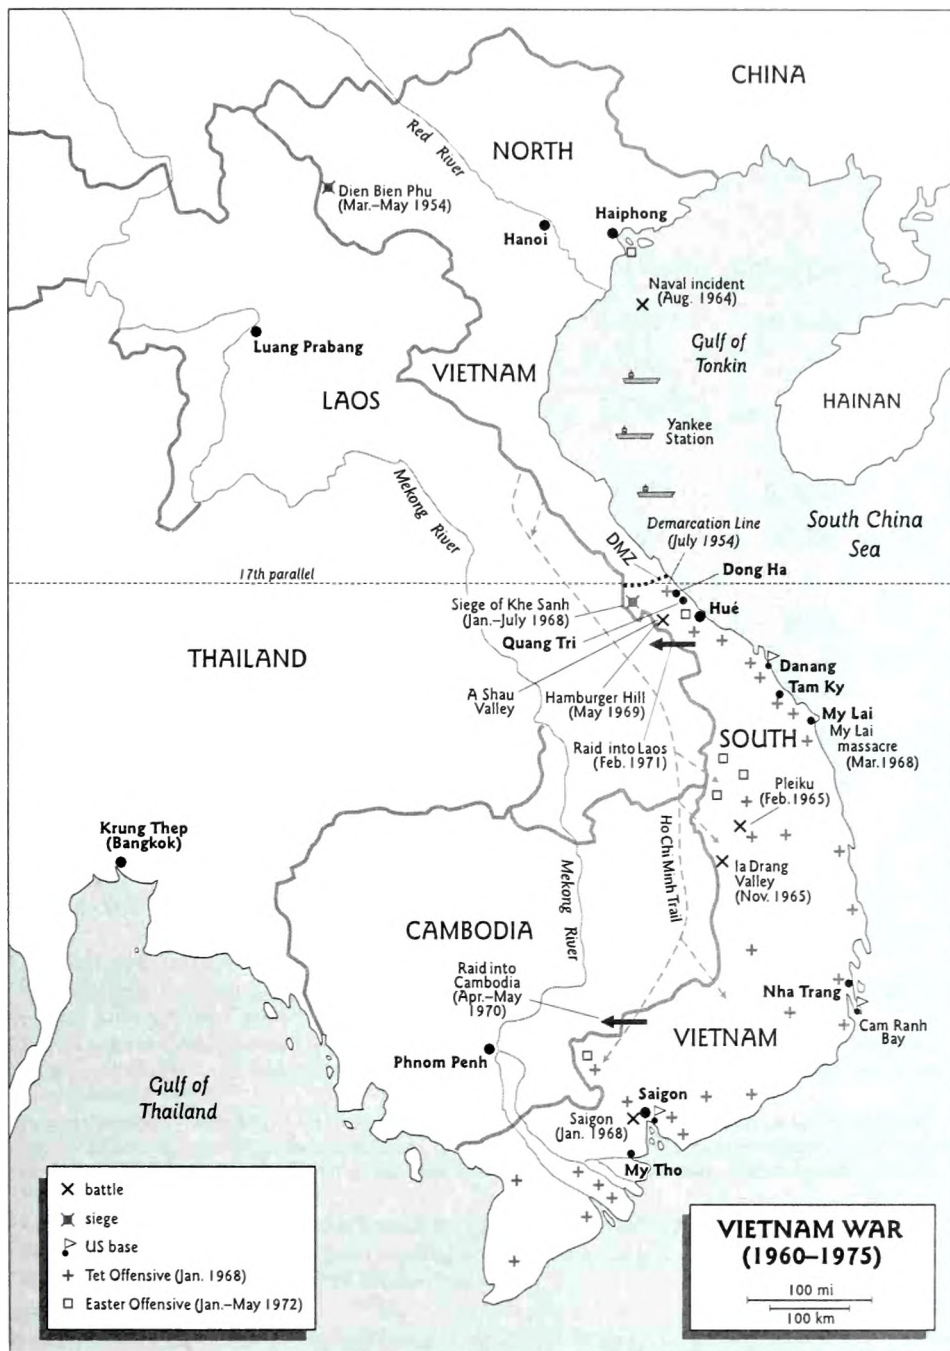 CHINA
Red River
NORTH
Dien Bien Phu
(Mar.–May 1954)
Haiphong
Hanoi
Naval incident
(Aug. 1964)
Gulf of
Tonkin
Luang Prabang
VIETNAM
LAOS
HAINAN
Yankee
Station
Mekong River
South China
Sea
Demarcation Line
(July 1954)
DMZ
17th parallel
Dong Ha
Siege of Khe Sanh
(Jan.–July 1968)
Hué
Quang Tri
THAILAND
Danang
A Shau
Valley
Hamburger Hill
(May 1969)
Tam Ky
My Lai
My Lai
massacre
(Mar.1968)
Raid into Laos
(Feb. 1971)
SOUTH
Pleiku
(Feb.1965)
Krung Thep
(Bangkok)
Ho Chi Minh Trail
Mekong River
Ia Drang
Valley
(Nov. 1965)
CAMBODIA
Raid into
Cambodia
(Apr.–May
1970)
Nha Trang
VIETNAM
Cam Ranh
Bay
Phnom Penh
Gulf of
Thailand
Saigon
Saigon
(Jan. 1968)
My Tho
battle
siege
US base
Tet Offensive (Jan. 1968)
Easter Offensive (Jan.–May 1972)
VIETNAM WAR
(1960–1975)
100 mi
100 km